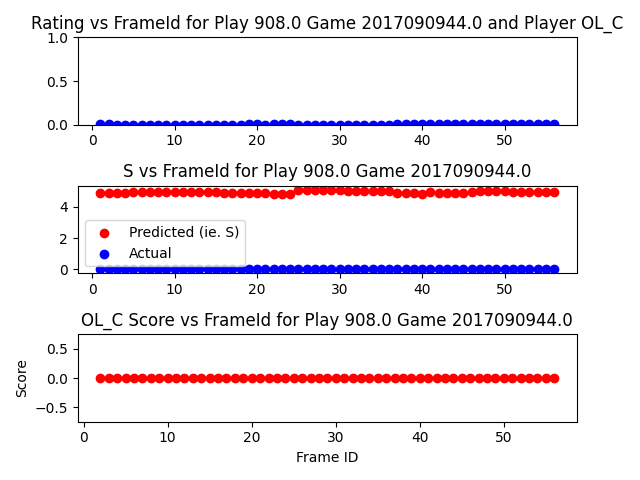 Rating vs FrameId for Play 908.0 Game 2017090944.0 and Player OL_C
1.0
0.5
0.0
0 10 20 30 40 50
S vs FrameId for Play 908.0 Game 2017090944.0
4
2
0
Predicted (ie. S)
Actual
0 10 20 30 40 50
OL_C Score vs FrameId for Play 908.0 Game 2017090944.0
Score
0.5
0.0
−0.5
0 10 20 30 40 50
Frame ID